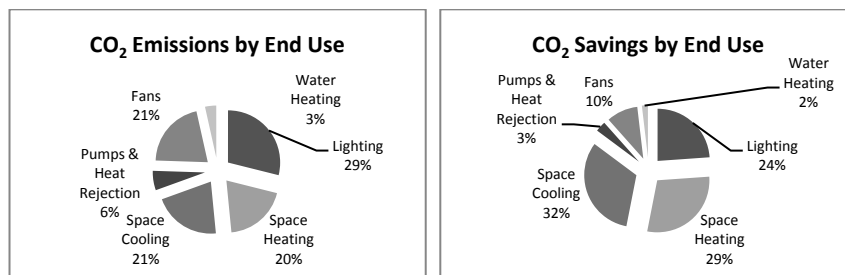 CO₂ Emissions by End Use
Water
Heating
3%
Lighting
29%
Space
Heating
20%
Space
Cooling
21%
Pumps &
Heat
Rejection
6%
Fans
21%
CO₂ Savings by End Use
Water
Heating
2%
Lighting
24%
Space
Heating
29%
Space
Cooling
32%
Pumps &
Heat
Rejection
3%
Fans
10%